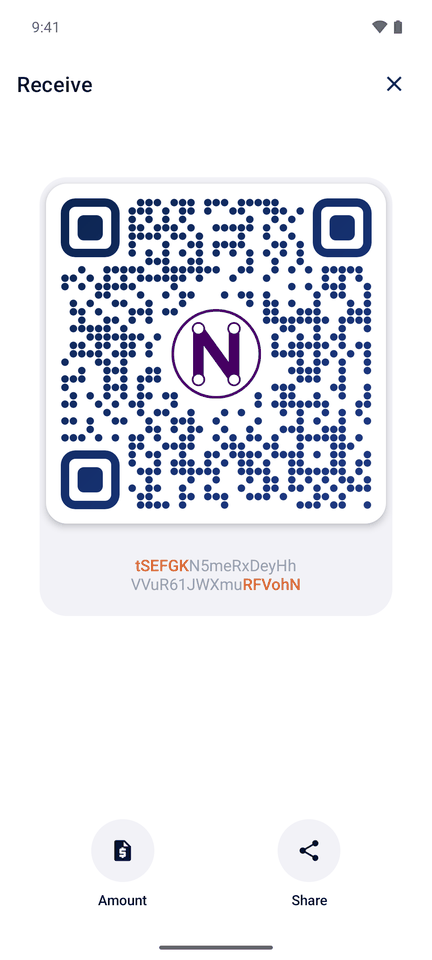 9:41
Receive
N
tSEFGKN5meRxDeyHh
VVuR61JWXmuRFVohN
Amount
Share